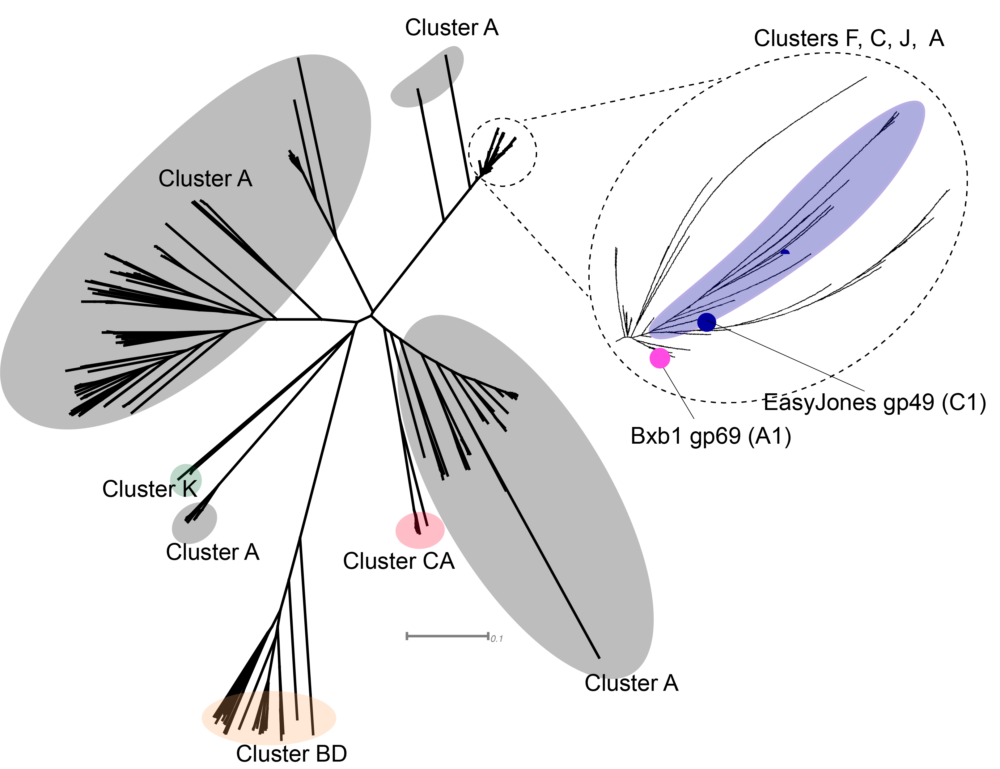 Cluster A
Clusters F, C, J, A
Cluster A
EasyJones gp49 (C1)
Bxb1 gp69 (A1)
Cluster K
Cluster A
Cluster CA
0.1
Cluster A
Cluster BD